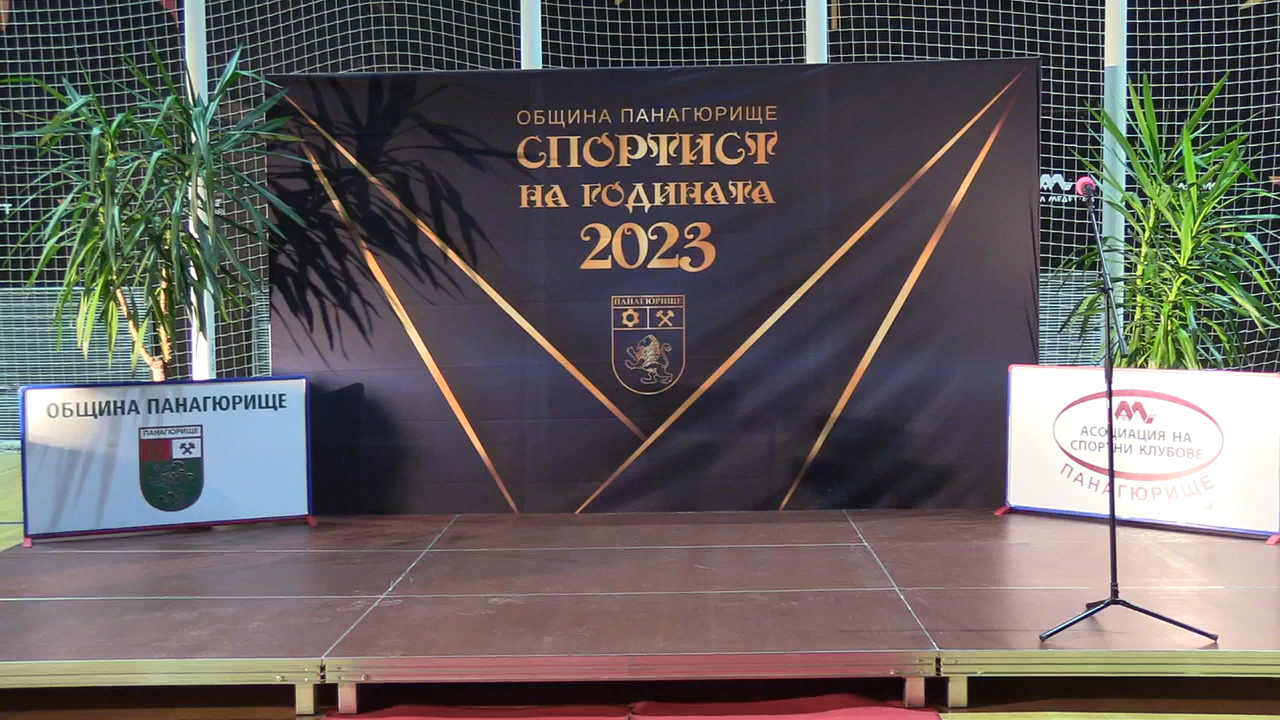 ОБЩИНА ПАНАГЮРИЩЕ
СПОРТИСТ
НА ГОДИНАТА
2023
ПАНАГЮРИЩЕ
ОБЩИНА ПАНАГЮРИЩЕ
ПАНАГЮРИЩЕ
АСОЦИАЦИЯ НА
СПОРТНИ КЛУБОВЕ
ПАНАГЮРИЩЕ